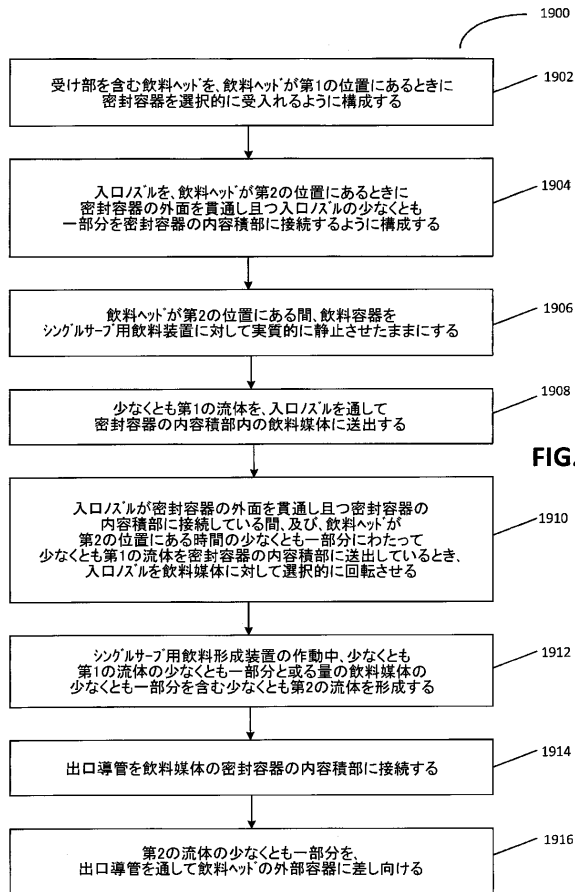 1900
受け部を含む飲料ヘッドを、飲料ヘッドが第1の位置にあるときに
密封容器を選択的に受入れるように構成する
1902
入口ノズルを、飲料ヘッドが第2の位置にあるときに
密封容器の外面を貫通し且つ入口ノズルの少なくとも
一部分を密封容器の内容積部に接続するように構成する
1904
飲料ヘッドが第2の位置にある間、飲料容器を
シングルサーブ用飲料装置に対して実質的に静止させたままにする
1906
少なくとも第1の流体を、入口ノズルを通して
密封容器の内容積部内の飲料媒体に送出する
1908
FIG.
入口ノズルが密封容器の外面を貫通し且つ密封容器の
内容積部に接続している間、及び、飲料ヘッドが
第2の位置にある時間の少なくとも一部分にわたって
少なくとも第1の流体を密封容器の内容積部に送出しているとき、
入口ノズルを飲料媒体に対して選択的に回転させる
1910
シングルサーブ用飲料形成装置の作動中、少なくとも
第1の流体の少なくとも一部分と或る量の飲料媒体の
少なくとも一部分を含む少なくとも第2の流体を形成する
1912
出口導管を飲料媒体の密封容器の内容積部に接続する
1914
第2の流体の少なくとも一部分を、
出口導管を通して飲料ヘッドの外部容器に差し向ける
1916